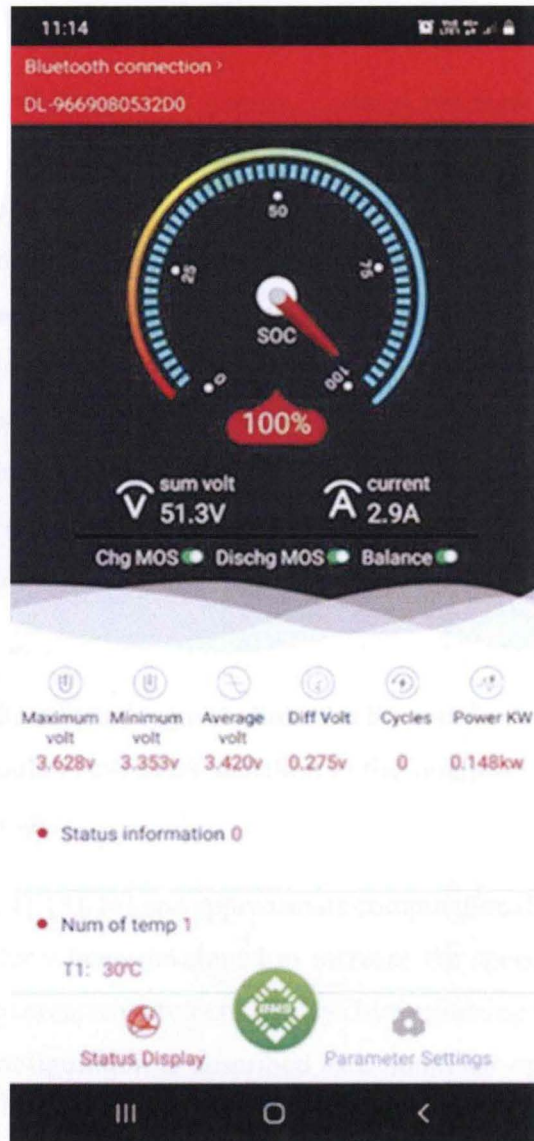 11:14
Bluetooth connection >
DL-9669080532D0
50
25
75
0
100
SOC
100%
sum volt
51.3V
current
2.9A
Chg MOS Dischg MOS Balance
Maximum volt
Minimum volt
Average volt
Diff Volt
Cycles
Power KW
3.628v 3.353v 3.420v 0.275v 0 0.148kw
Status information 0
Num of temp 1
T1: 30℃
BMS
Status Display
Parameter Settings